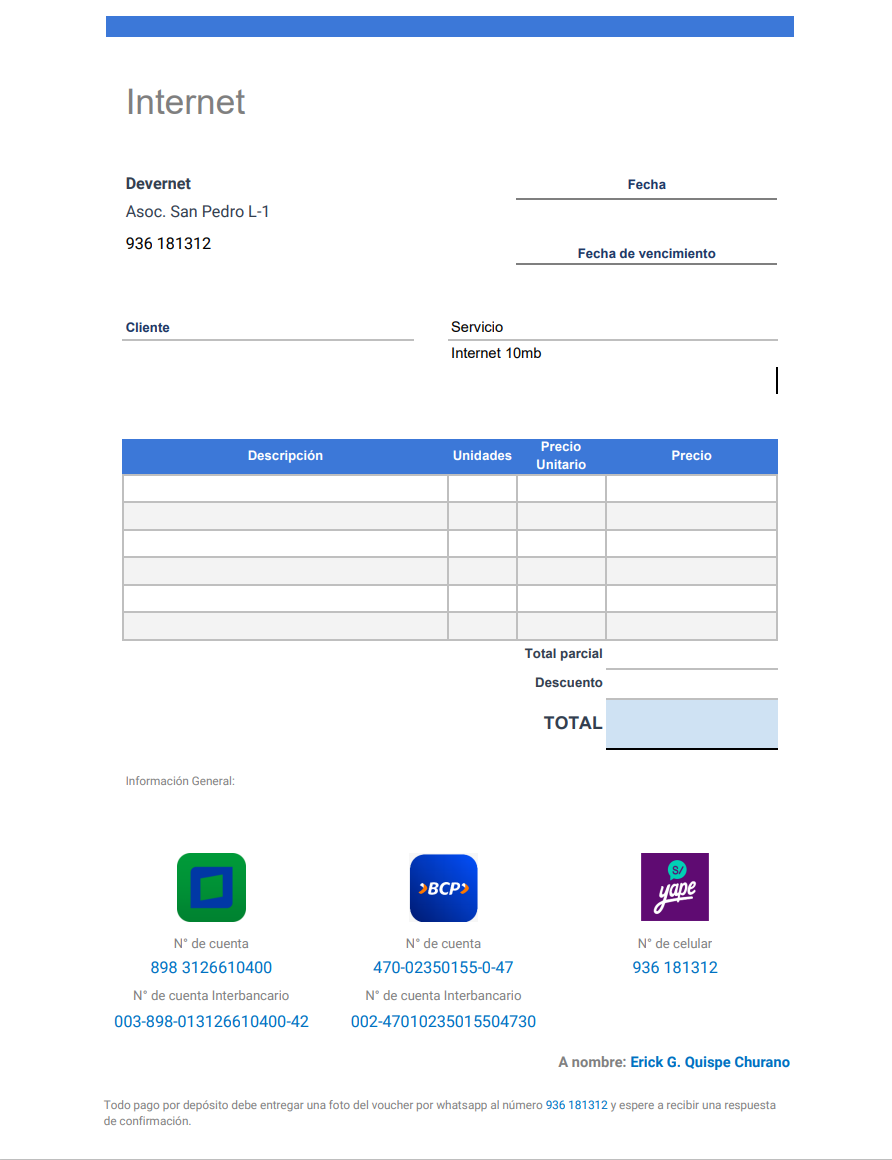 Internet
Devernet
Fecha
Asoc. San Pedro L-1
936 181312
Fecha de vencimiento
Cliente
Servicio
Internet 10mb
Descripción Unidades Precio Unitario Precio
Total parcial
Descuento
TOTAL
Información General:
BCP
S/
yape
N° de cuenta
898 3126610400
N° de cuenta Interbancario
003-898-013126610400-42
N° de cuenta
470-02350155-0-47
N° de cuenta Interbancario
002-47010235015504730
N° de celular
936 181312
A nombre: Erick G. Quispe Churano
Todo pago por depósito debe entregar una foto del voucher por whatsapp al número 936 181312 y espere a recibir una respuesta
de confirmación.